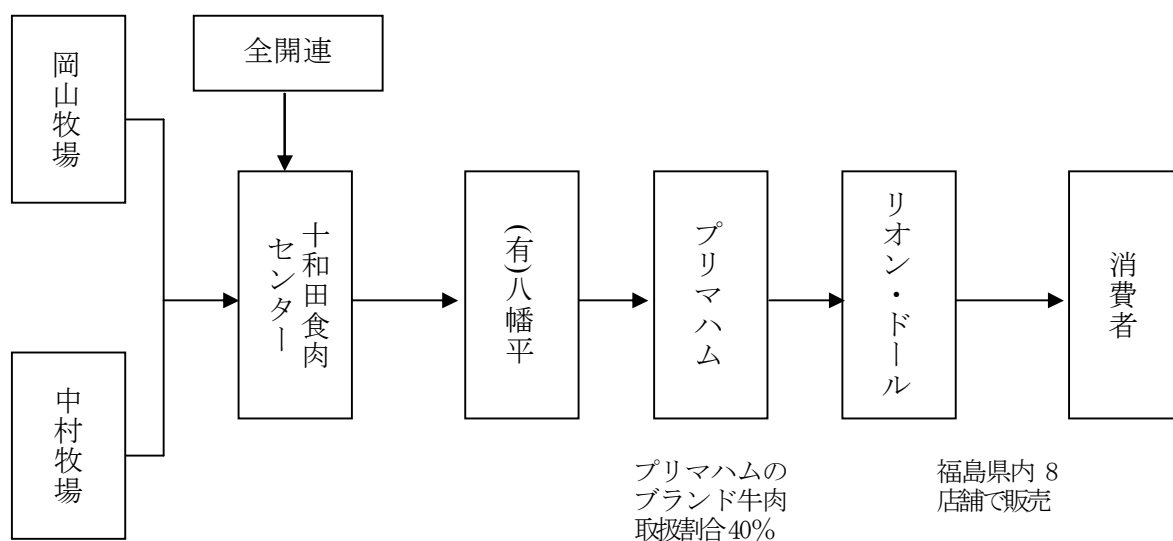 岡山牧場
全開連
中村牧場
十和田食肉
センター
(有)八幡平
プリマハム
リオン・ドール
消費者
プリマハムの
ブランド牛肉
取扱割合40%
福島県内 8
店舗で販売